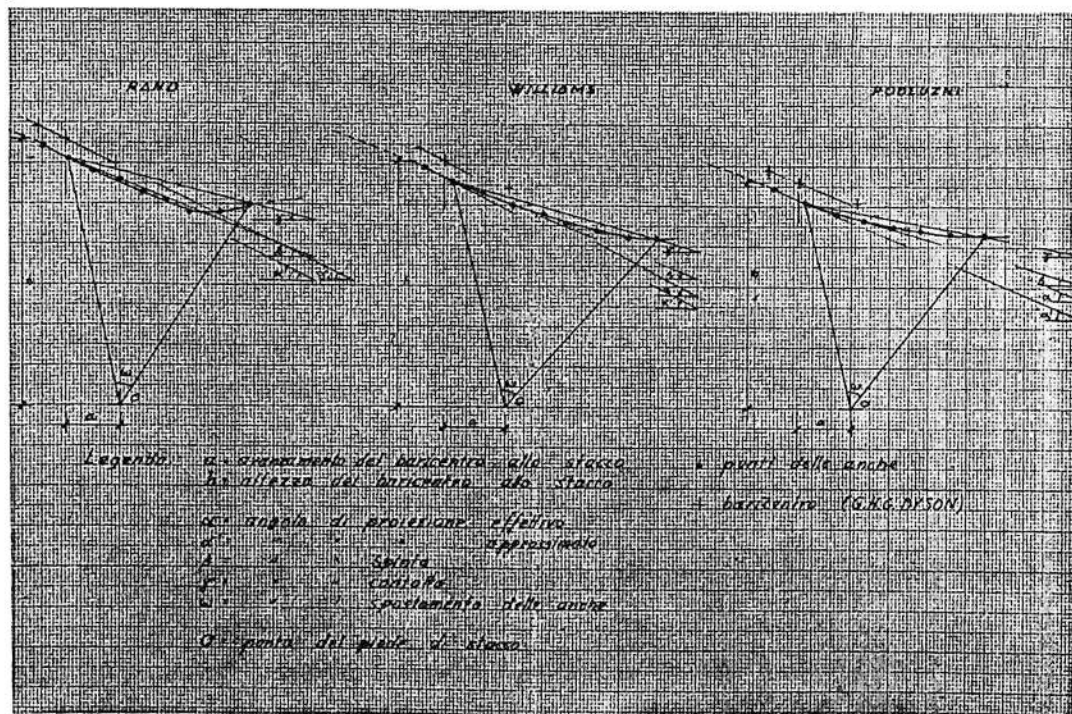 RAND WILLIAMS PODLUZNI
a a a
Legenda: a = avanzamento del baricentro allo stacco
h = altezza del baricentro allo stacco
α = angolo di proiezione effettivo
α' = " " " approssimato
β = " " spinta
γ = " " contatto
ω = " " spostamento delle anche
O = punta del piede di stacco
• punti delle anche
+ baricentro (G.H.G. DYSON)